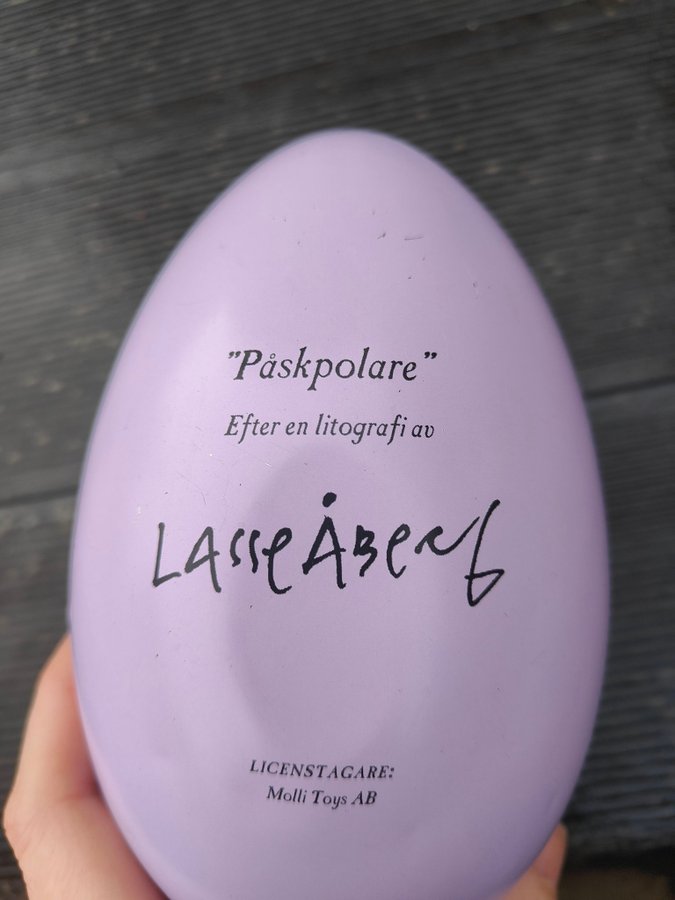 "Påskpolare"
Efter en litografi av
LASSE ÅBERG
LICENSTAGARE:
Molli Toys AB